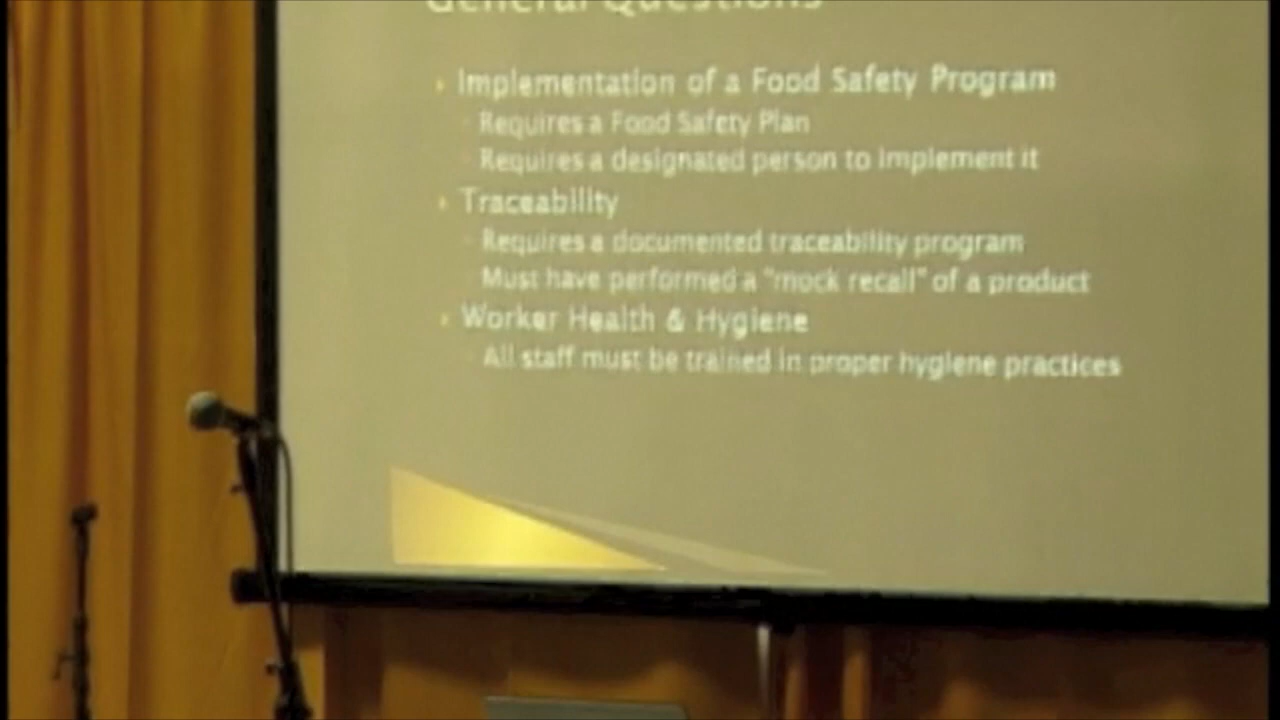 General Questions
Implementation of a Food Safety Program
Requires a Food Safety Plan
Requires a designated person to implement it
Traceability
Requires a documented traceability program
Must have performed a "mock recall" of a product
Worker Health & Hygiene
All staff must be trained in proper hygiene practices